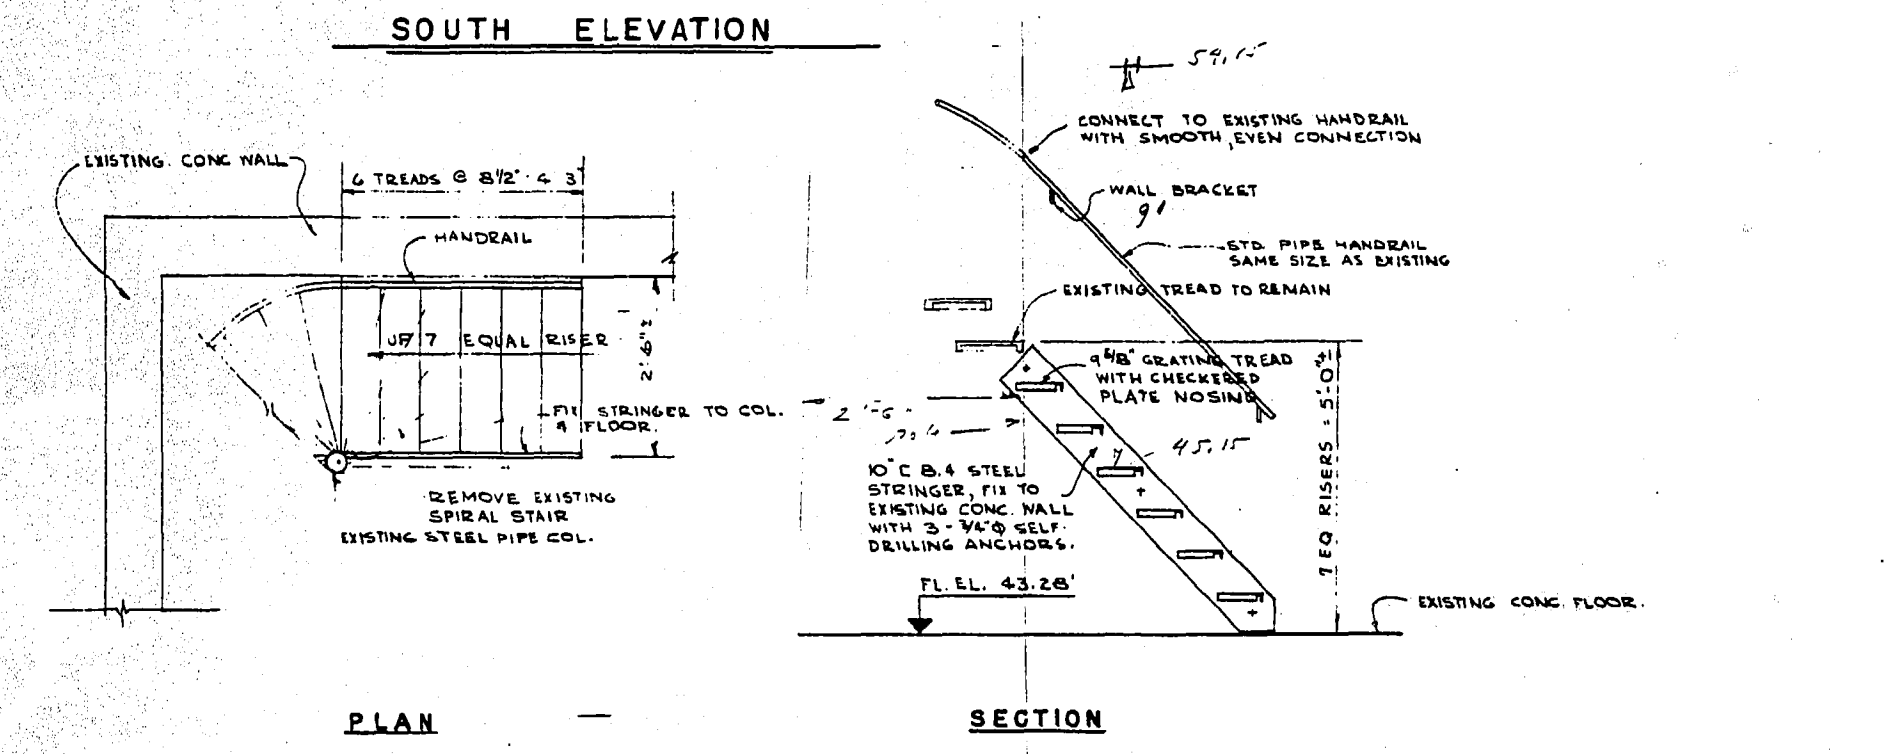 SOUTH ELEVATION
54.15
CONNECT TO EXISTING HANDRAIL
WITH SMOOTH, EVEN CONNECTION
EXISTING. CONC WALL
6 TREADS @ 8 1/2" · 4 3"
WALL BRACKET
91
HANDRAIL
STD. PIPE HANDRAIL
SAME SIZE AS EXISTING
EXISTING TREAD TO REMAIN
UP 7 EQUAL RISER
2'-6"±
9 5/8" GRATING TREAD
WITH CHECKERED
PLATE NOSING
FIX STRINGER TO COL.
& FLOOR.
2'-6"
45.15
7 EQ RISERS = 5'-0"±
10" C 8.4 STEEL
STRINGER, FIX TO
EXISTING CONC. WALL
WITH 3 - 3/4"Φ SELF-
DRILLING ANCHORS.
REMOVE EXISTING
SPIRAL STAIR
EXISTING STEEL PIPE COL.
FL. EL. 43.28'
EXISTING CONC. FLOOR.
PLAN
SECTION